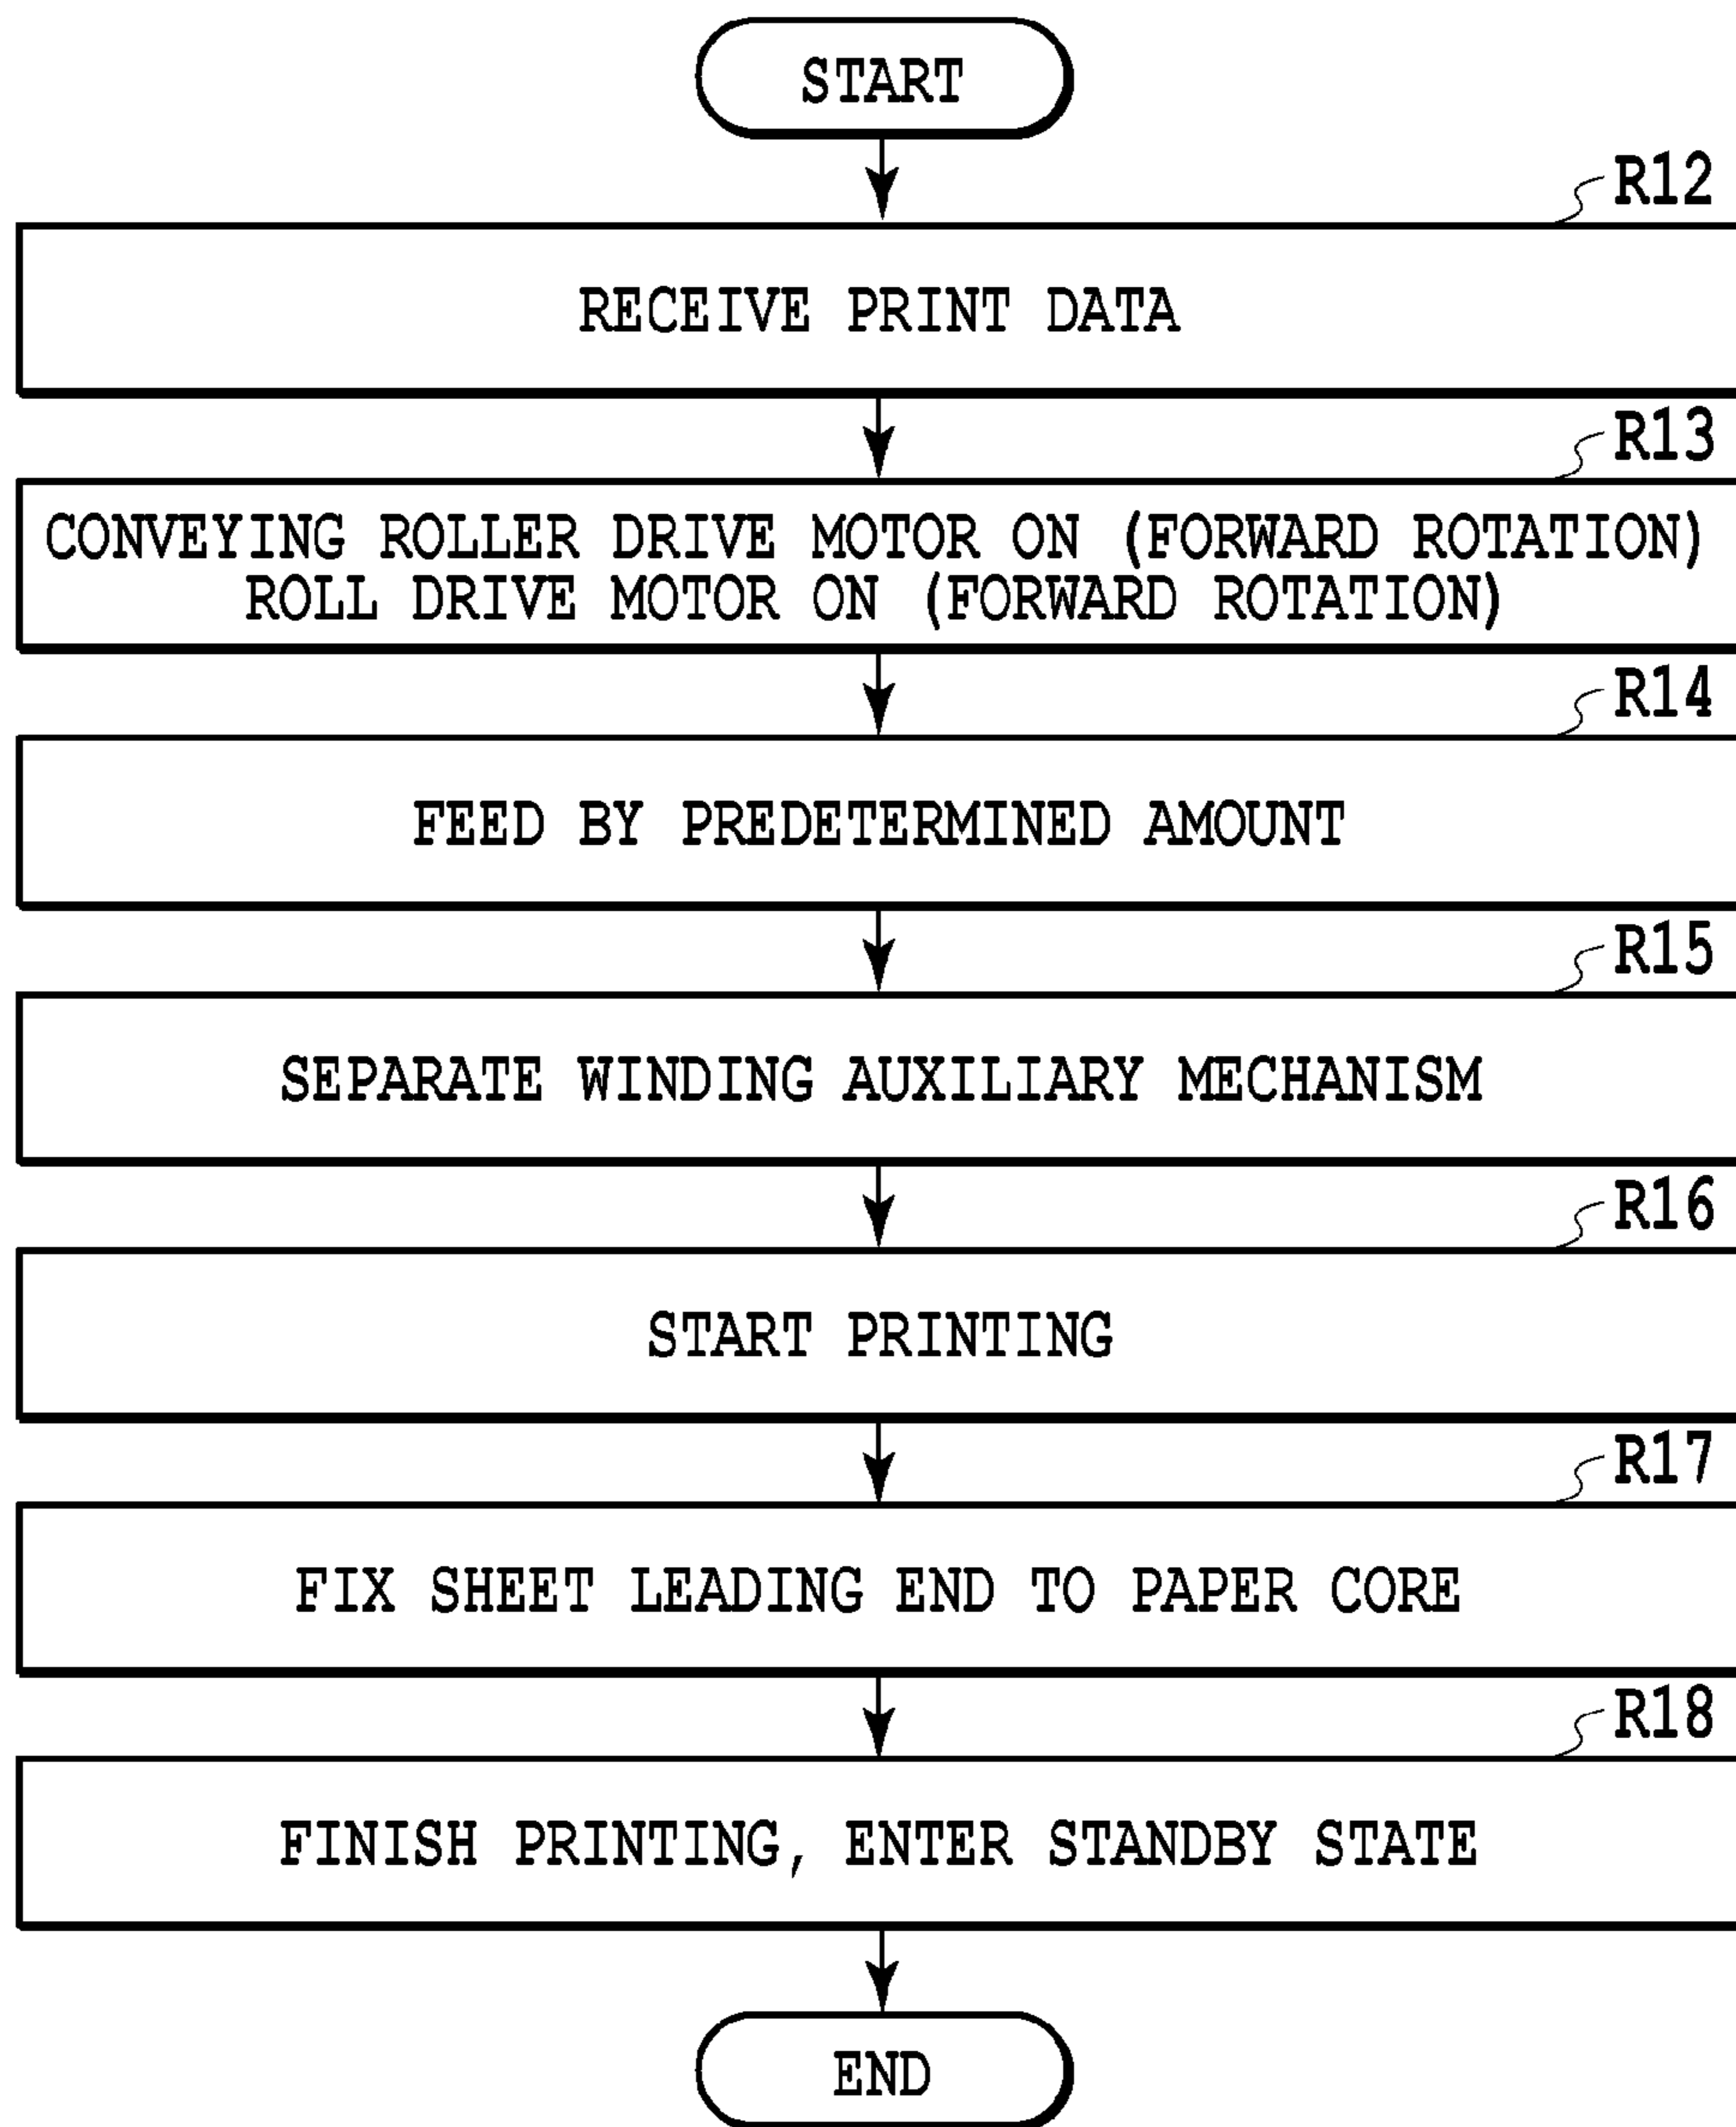 START
R12
RECEIVE PRINT DATA
R13
CONVEYING ROLLER DRIVE MOTOR ON (FORWARD ROTATION)
ROLL DRIVE MOTOR ON (FORWARD ROTATION)
R14
FEED BY PREDETERMINED AMOUNT
R15
SEPARATE WINDING AUXILIARY MECHANISM
R16
START PRINTING
R17
FIX SHEET LEADING END TO PAPER CORE
R18
FINISH PRINTING, ENTER STANDBY STATE
END